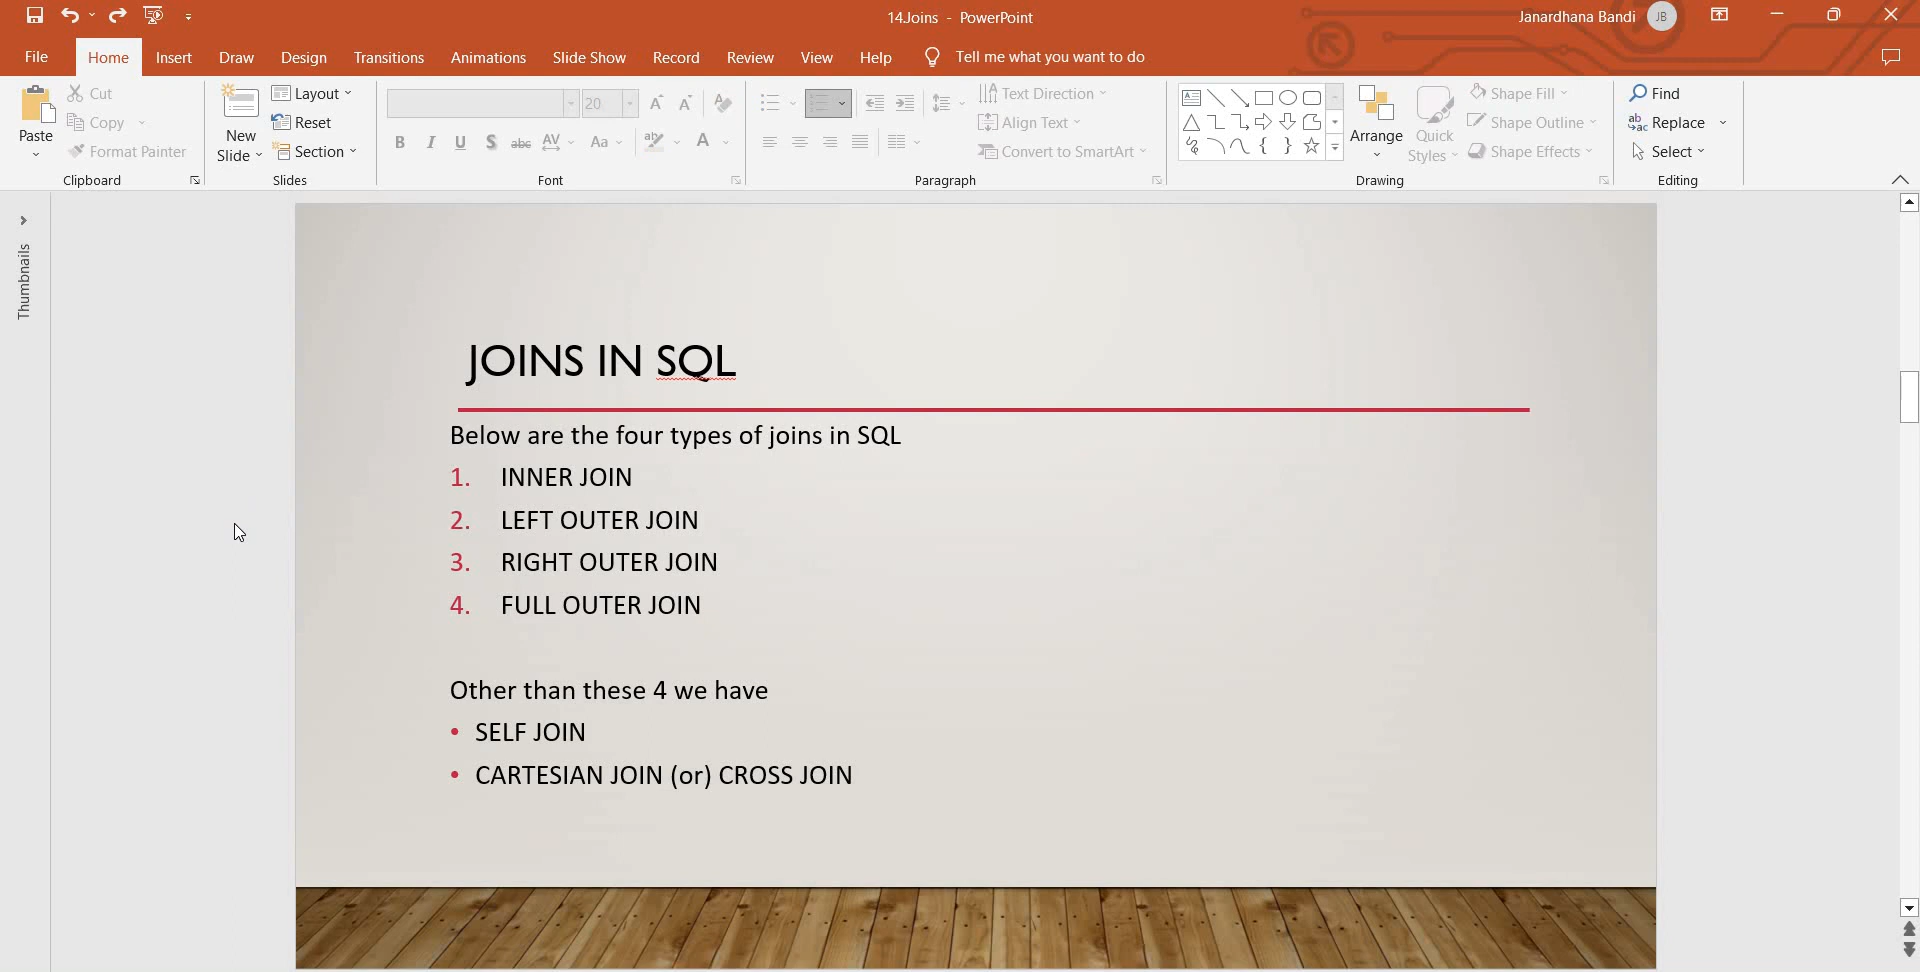 14.Joins - PowerPoint
Janardhana Bandi JB
File Home Insert Draw Design Transitions Animations Slide Show Record Review View Help Tell me what you want to do
Paste
Cut
Copy
Format Painter
Clipboard
New Slide
Layout
Reset
Section
Slides
20
B I U S abc AV Aa A
Font
Text Direction
Align Text
Convert to SmartArt
Paragraph
Arrange
Quick Styles
Shape Fill
Shape Outline
Shape Effects
Drawing
Find
Replace
Select
Editing
Thumbnails
JOINS IN SQL
Below are the four types of joins in SQL
1. INNER JOIN
2. LEFT OUTER JOIN
3. RIGHT OUTER JOIN
4. FULL OUTER JOIN
Other than these 4 we have
• SELF JOIN
• CARTESIAN JOIN (or) CROSS JOIN